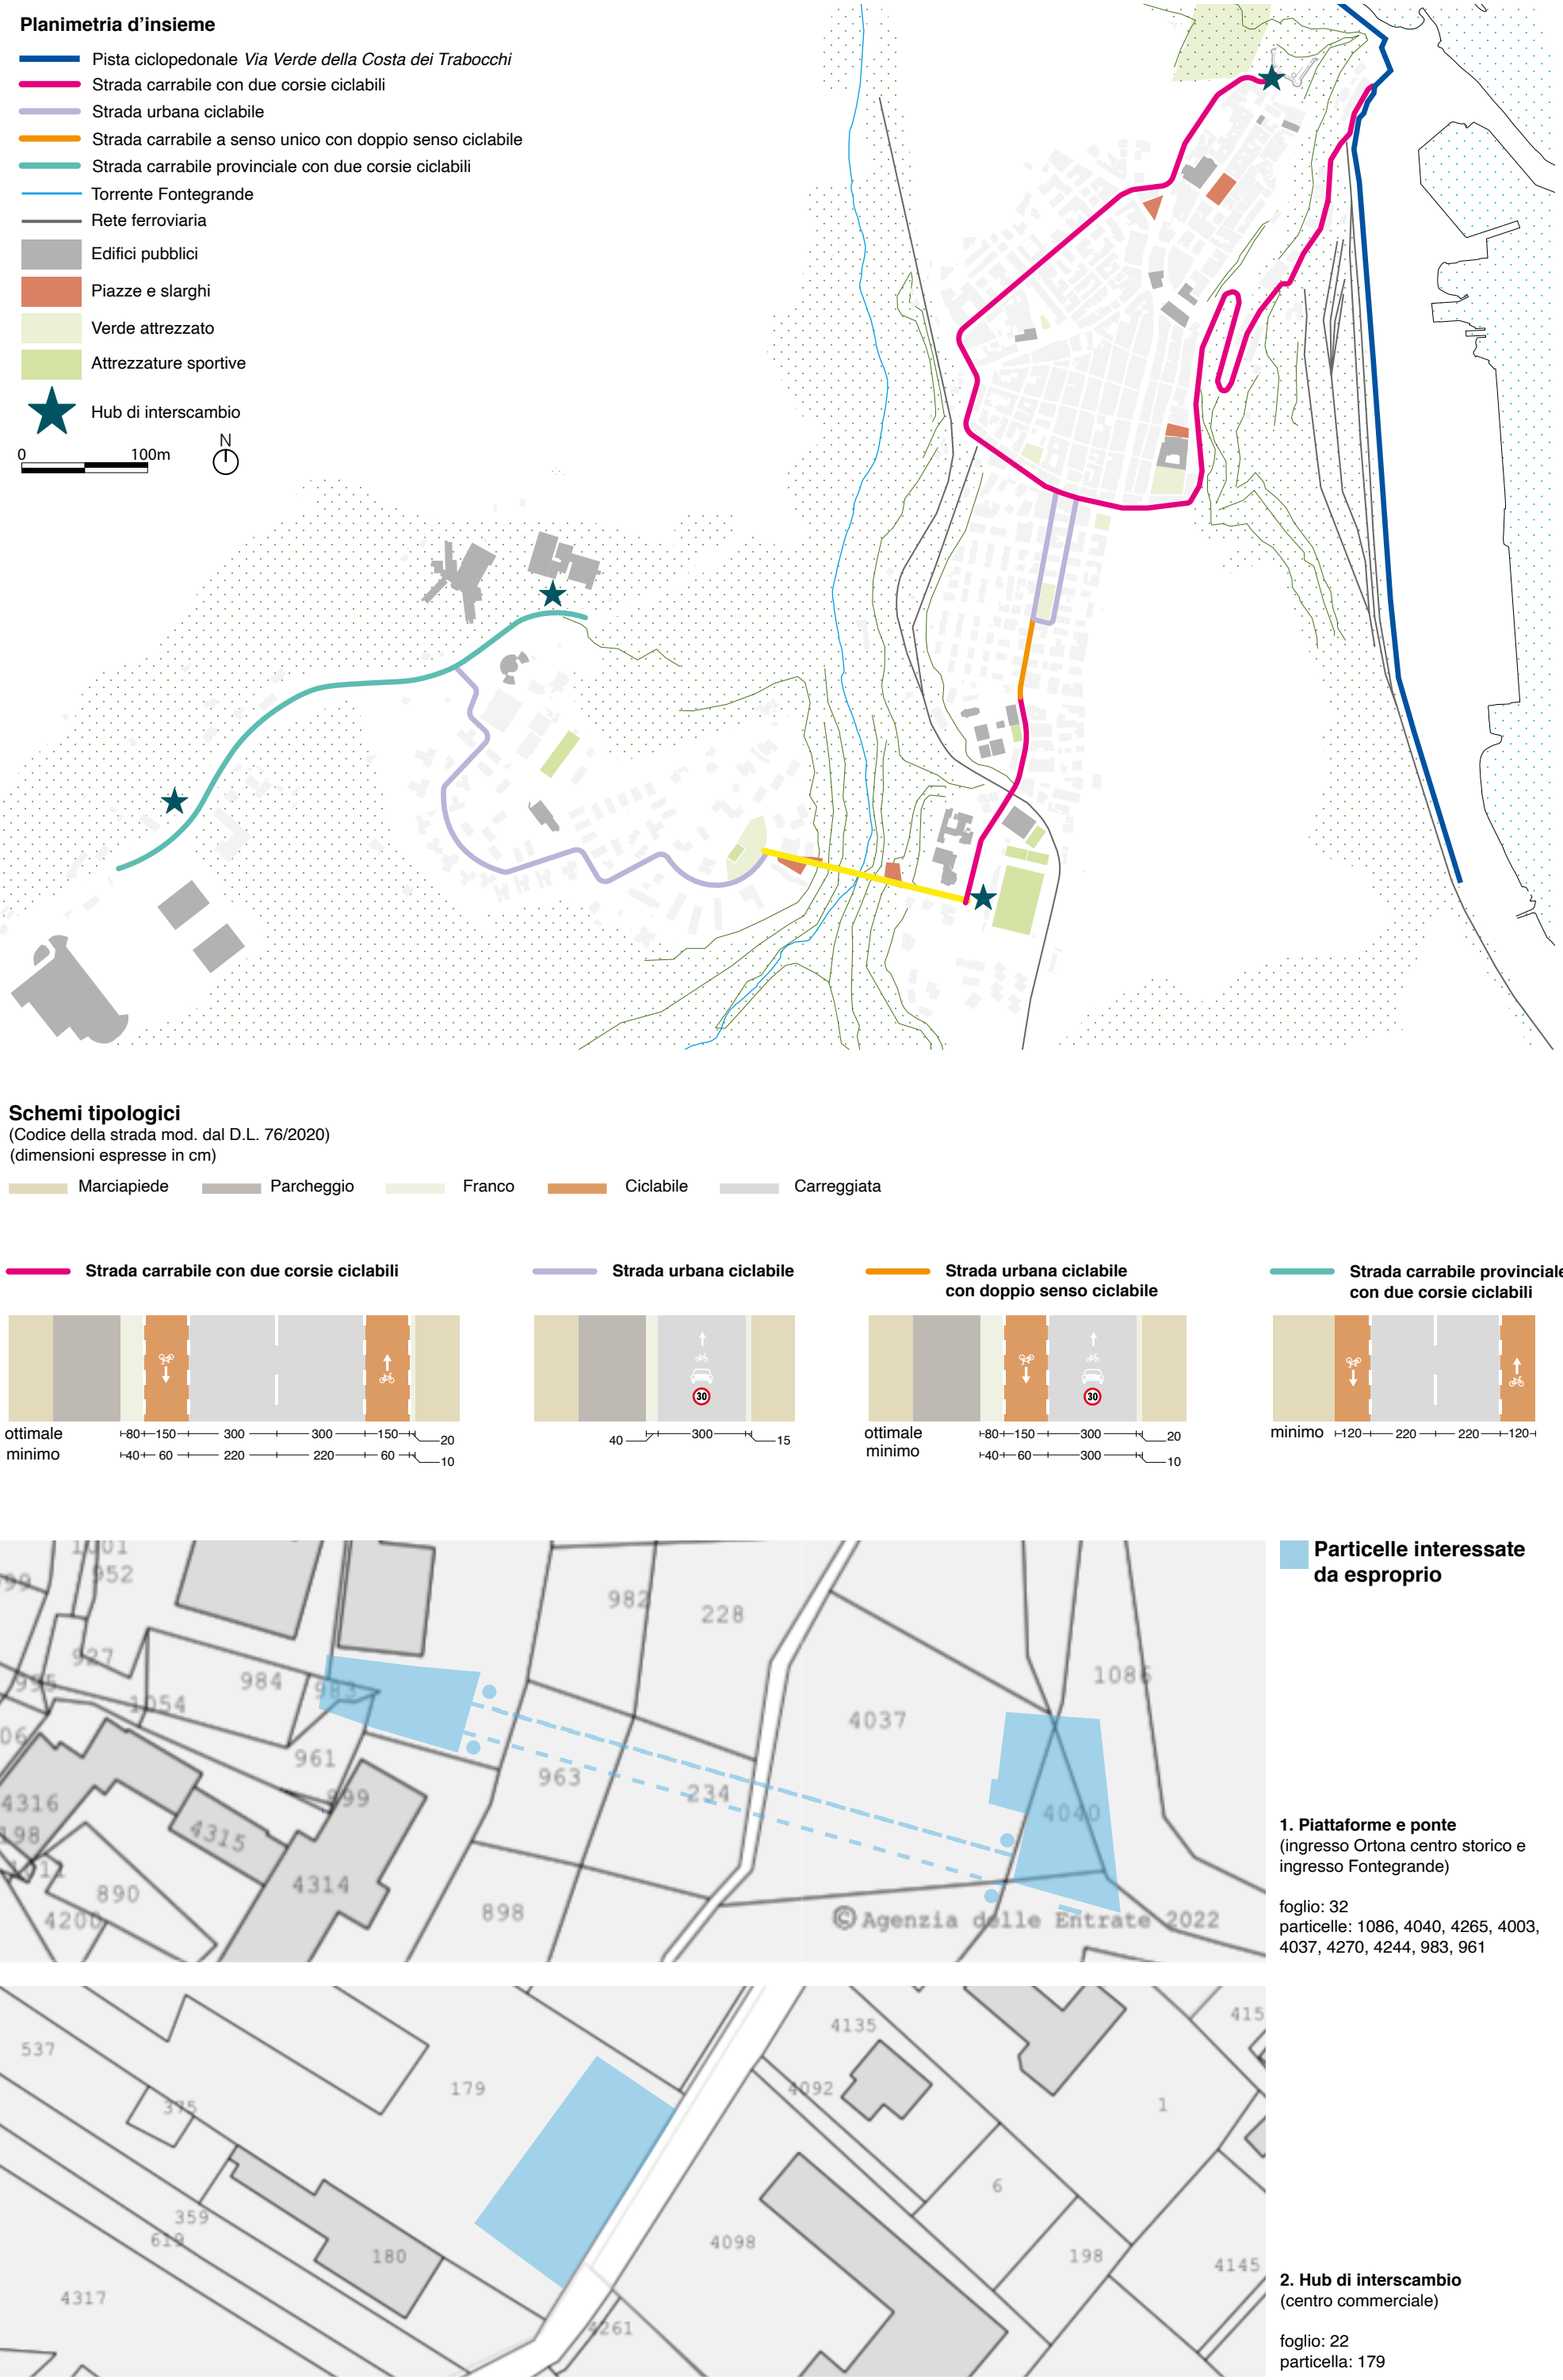 Planimetria d’insieme
Pista ciclopedonale Via Verde della Costa dei Trabocchi
Strada carrabile con due corsie ciclabili
Strada urbana ciclabile
Strada carrabile a senso unico con doppio senso ciclabile
Strada carrabile provinciale con due corsie ciclabili
Torrente Fontegrande
Rete ferroviaria
Edifici pubblici
Piazze e slarghi
Verde attrezzato
Attrezzature sportive
Hub di interscambio
0 100m N
Schemi tipologici
(Codice della strada mod. dal D.L. 76/2020)
(dimensioni espresse in cm)
Marciapiede Parcheggio Franco Ciclabile Carreggiata
Strada carrabile con due corsie ciclabili
ottimale 80 150 300 300 150 20
minimo 40 60 220 220 60 10
Strada urbana ciclabile
30
40 300 15
Strada urbana ciclabile
con doppio senso ciclabile
30
ottimale 80 150 300 20
minimo 40 60 300 10
Strada carrabile provinciale
con due corsie ciclabili
minimo 120 220 220 120
Particelle interessate
da esproprio
1001
952
982
228
927
995
984
983
1086
1054
4037
961
963
234
899
4316
198
4315
4040
890
4314
4200
898
© Agenzia delle Entrate 2022
1. Piattaforme e ponte
(ingresso Ortona centro storico e
ingresso Fontegrande)
foglio: 32
particelle: 1086, 4040, 4265, 4003,
4037, 4270, 4244, 983, 961
4135
415
537
179
4092
375
1
6
359
619
180
4098
198
4145
4317
4261
2. Hub di interscambio
(centro commerciale)
foglio: 22
particella: 179